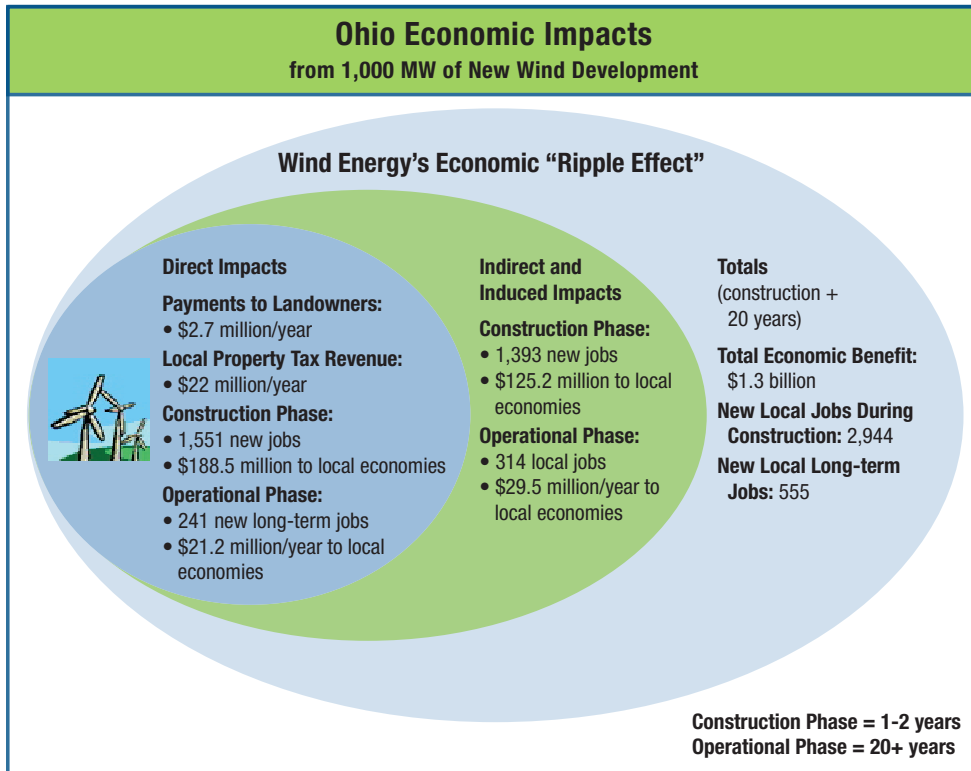 Ohio Economic Impacts
from 1,000 MW of New Wind Development
Wind Energy's Economic “Ripple Effect”
Direct Impacts
Payments to Landowners:
• $2.7 million/year
Local Property Tax Revenue:
• $22 million/year
Construction Phase:
• 1,551 new jobs
• $188.5 million to local economies
Operational Phase:
• 241 new long-term jobs
• $21.2 million/year to local
economies
Indirect and
Induced Impacts
Construction Phase:
• 1,393 new jobs
• $125.2 million to local
economies
Operational Phase:
• 314 local jobs
• $29.5 million/year to
local economies
Totals
(construction +
20 years)
Total Economic Benefit:
$1.3 billion
New Local Jobs During
Construction: 2,944
New Local Long-term
Jobs: 555
Construction Phase = 1-2 years
Operational Phase = 20+ years